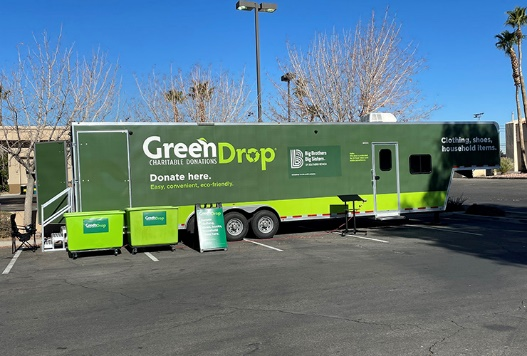 GreenDrop®
CHARITABLE DONATIONS
Donate here.
Easy, convenient, eco-friendly.
B
Big Brothers
Big Sisters.
Clothing, shoes,
household items.
GreenDrop
GreenDrop